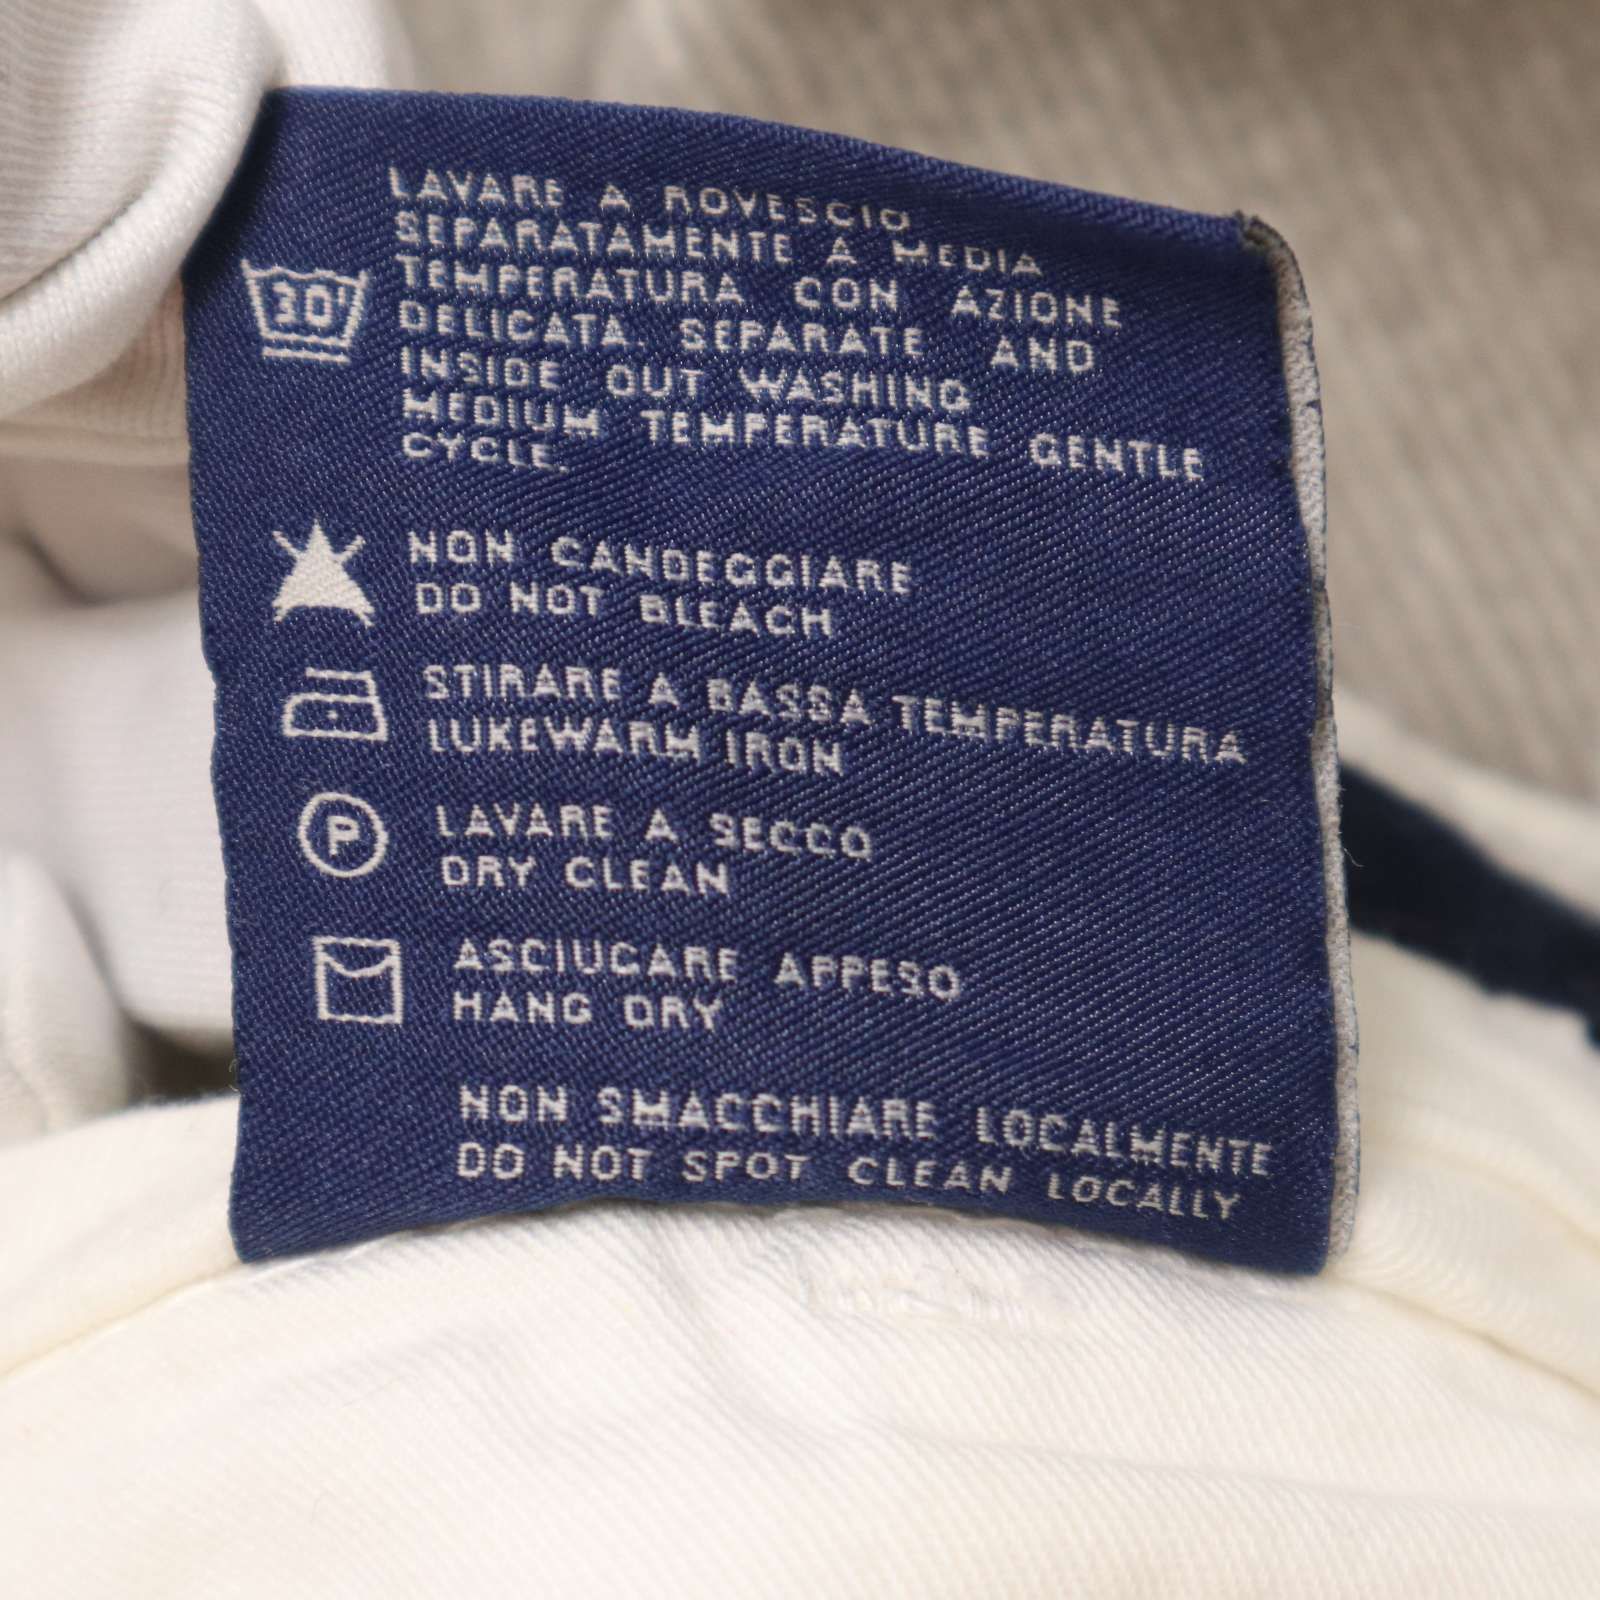 LAVARE A ROVESCIO
SEPARATAMENTE A MEDIA
30°
TEMPERATURA CON AZIONE
DELICATA. SEPARATE AND
INSIDE OUT WASHING
MEDIUM TEMPERATURE GENTLE
CYCLE.
NON CANDEGGIARE
DO NOT BLEACH
STIRARE A BASSA TEMPERATURA
LUKEWARM IRON
P
LAVARE A SECCO
DRY CLEAN
ASCIUGARE APPESO
HANG DRY
NON SMACCHIARE LOCALMENTE
DO NOT SPOT CLEAN LOCALLY